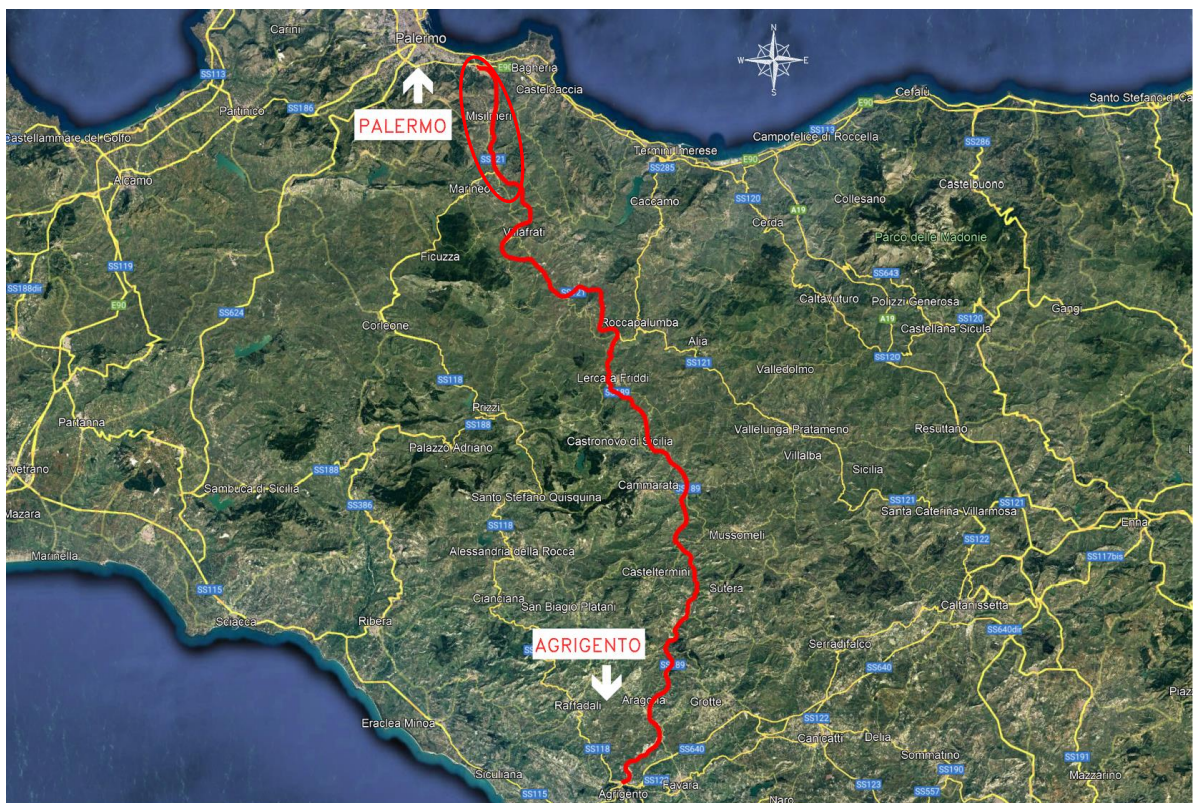 Carini
Palermo
N
W
E
S
SS113
E90
Bagheria
Casteldaccia
PALERMO
Partinico
SS186
Misilmeri
Castellammare del Golfo
Alcamo
SS121
Marineo
Termini Imerese
SS285
E90
SS113
Campofelice di Roccella
E90
Cefalù
Santo Stefano di Ca
SS286
Castelbuono
Caccamo
SS120
Collesano
A19
Cerda
Parco delle Madonie
Villafrati
Ficuzza
SS119
SS188dir
E90
SS624
SS121
SS643
Caltavuturo
Polizzi Generosa
Gangi
A19
SS120
Castellana Sicula
SS120
Corleone
Roccapalumba
Alia
SS121
Valledolmo
SS118
Lercara Friddi
SS189
Partanna
Prizzi
SS188
Palazzo Adriano
Castronovo di Sicilia
Vallelunga Pratameno
Resuttano
Villalba
Sicilia
elvetrano
SS188
Sambuca di Sicilia
SS386
Santo Stefano Quisquina
Cammarata
SS189
SS121
SS121
Santa Caterina Villarmosa
Enna
Mazara
SS118
SS122
Mussomeli
Marinella
Alessandria della Rocca
SS117bis
Casteltermini
Sutera
SS115
Cianciana
San Biagio Platani
Caltanissetta
Sciacca
Ribera
SS640dir
AGRIGENTO
Serradifalco
SS189
SS640
Raffadali
Aragona
Grotte
Piaz
Eraclea Minoa
SS122
Canicattì
Delia
SS118
SS640
Sommatino
SS191
Siculiana
SS122
Favara
SS190
Mazzarino
SS115
Agrigento
SS123
Naro
SS557